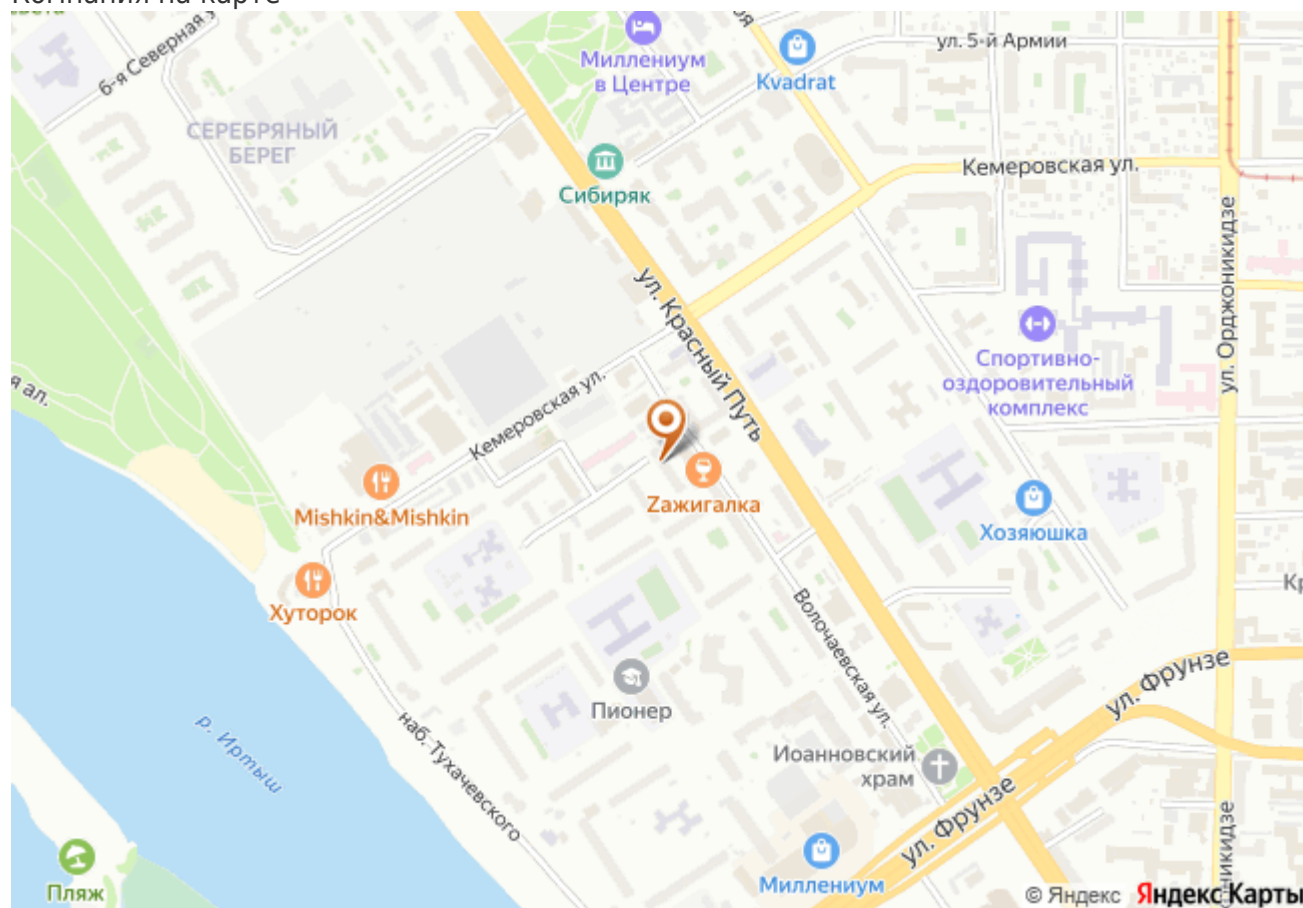 Компания на карте
6-я Северная у
Миллениум
в Центре
Kvadrat
ул. 5-й Армии
СЕРЕБРЯНЫЙ
БЕРЕГ
Сибиряк
Кемеровская ул.
ул. Орджоникидзе
ул. Красный Путь
Спортивно-
оздоровительный
комплекс
я ал.
Кемеровская ул.
Mishkin&Mishkin
Zажигалка
Хозяюшка
Хуторок
Волочаевская ул.
Кр
ул. Фрунзе
Пионер
р. Иртыш
наб. Тухачевского
Иоанновский
храм
ул. Фрунзе
Миллениум
Пляж
оникидзе
© Яндекс Яндекс Карты